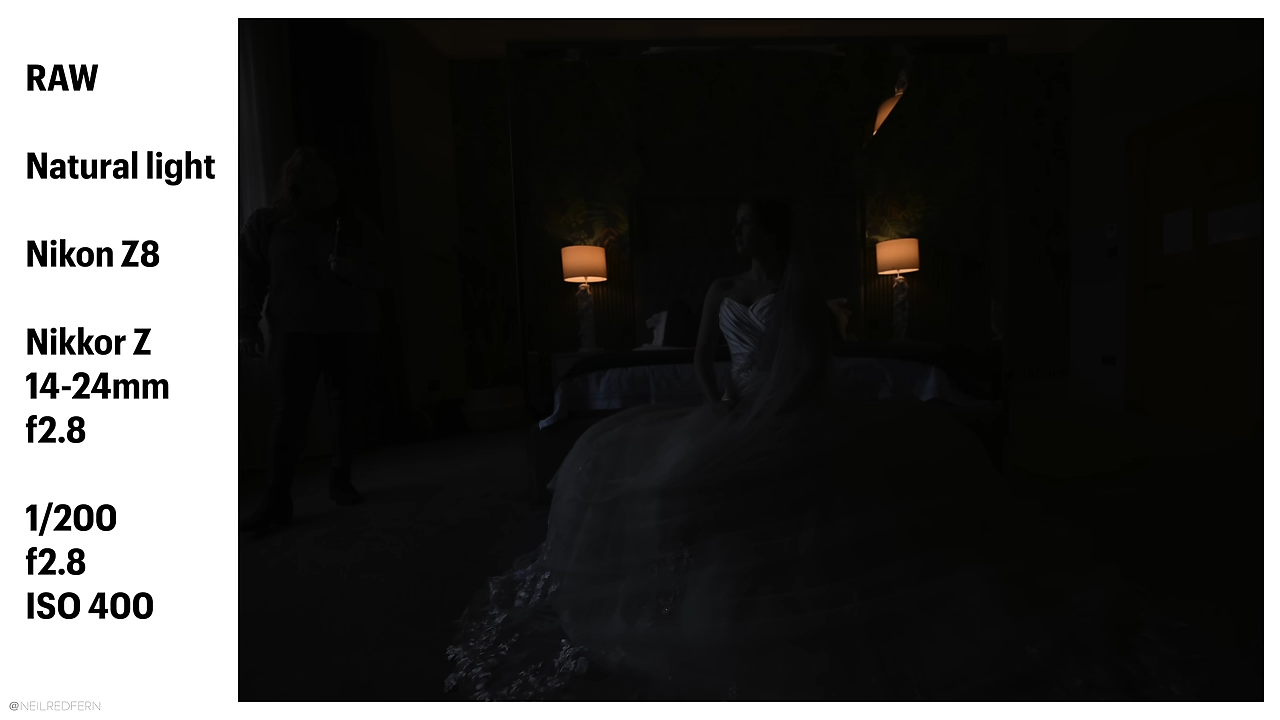 RAW
Natural light
Nikon Z8
Nikkor Z
14-24mm
f2.8
1/200
f2.8
ISO 400
@NEILREDFERN